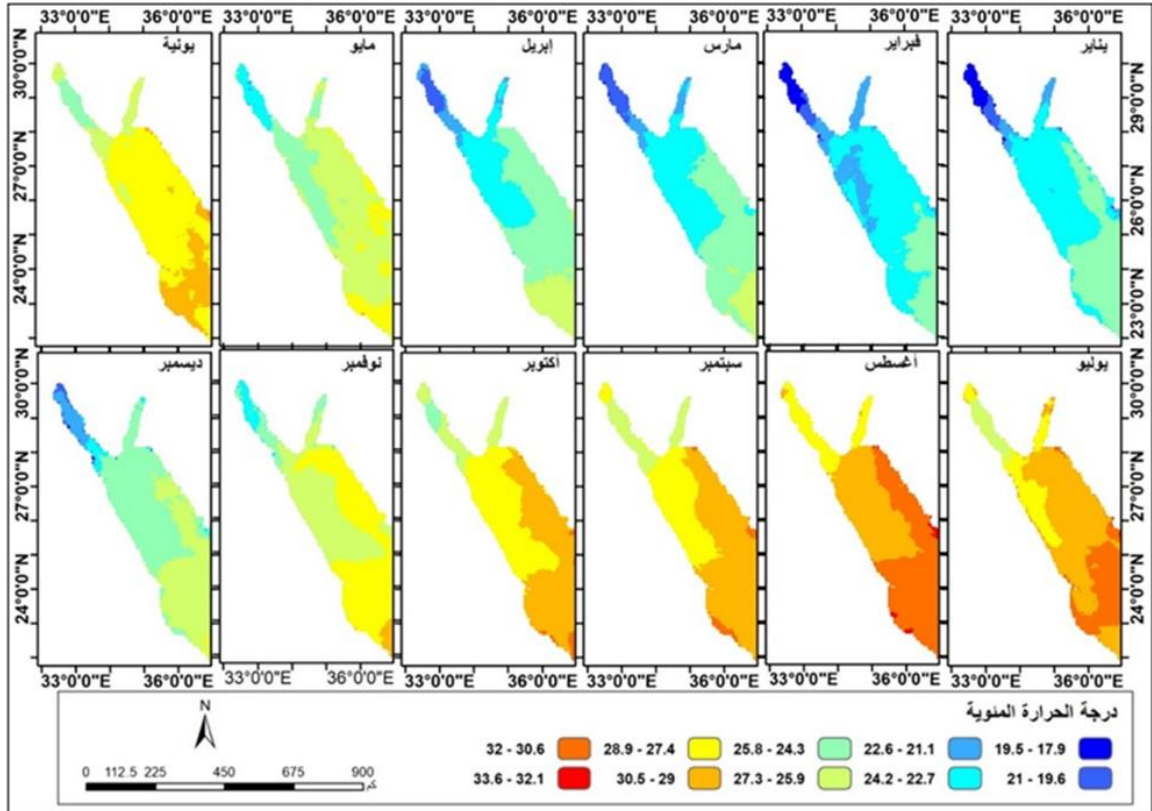 33°0'0"E 36°0'0"E 33°0'0"E 36°0'0"E 33°0'0"E 36°0'0"E 33°0'0"E 36°0'0"E 33°0'0"E 36°0'0"E 33°0'0"E 36°0'0"E
يناير
فبراير
مارس
إبريل
مايو
يونية
30°0'0"N
27°0'0"N
24°0'0"N
29°0'0"N
26°0'0"N
23°0'0"N
يوليو
أغسطس
سبتمبر
أكتوبر
نوفمبر
ديسمبر
30°0'0"N
27°0'0"N
24°0'0"N
30°0'0"N
27°0'0"N
24°0'0"N
33°0'0"E 36°0'0"E 33°0'0"E 36°0'0"E 33°0'0"E 36°0'0"E 33°0'0"E 36°0'0"E 33°0'0"E 36°0'0"E 33°0'0"E 36°0'0"E
درجة الحرارة المئوية
19.5 - 17.9
22.6 - 21.1
25.8 - 24.3
28.9 - 27.4
32 - 30.6
21 - 19.6
24.2 - 22.7
27.3 - 25.9
30.5 - 29
33.6 - 32.1
N
0 112.5 225 450 675 900
كم